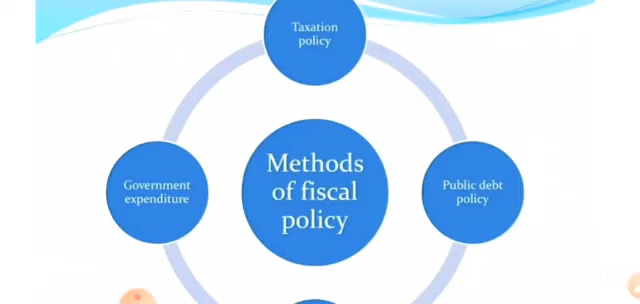 Taxation
policy
Methods
of fiscal
policy
Government
expenditure
Public debt
policy